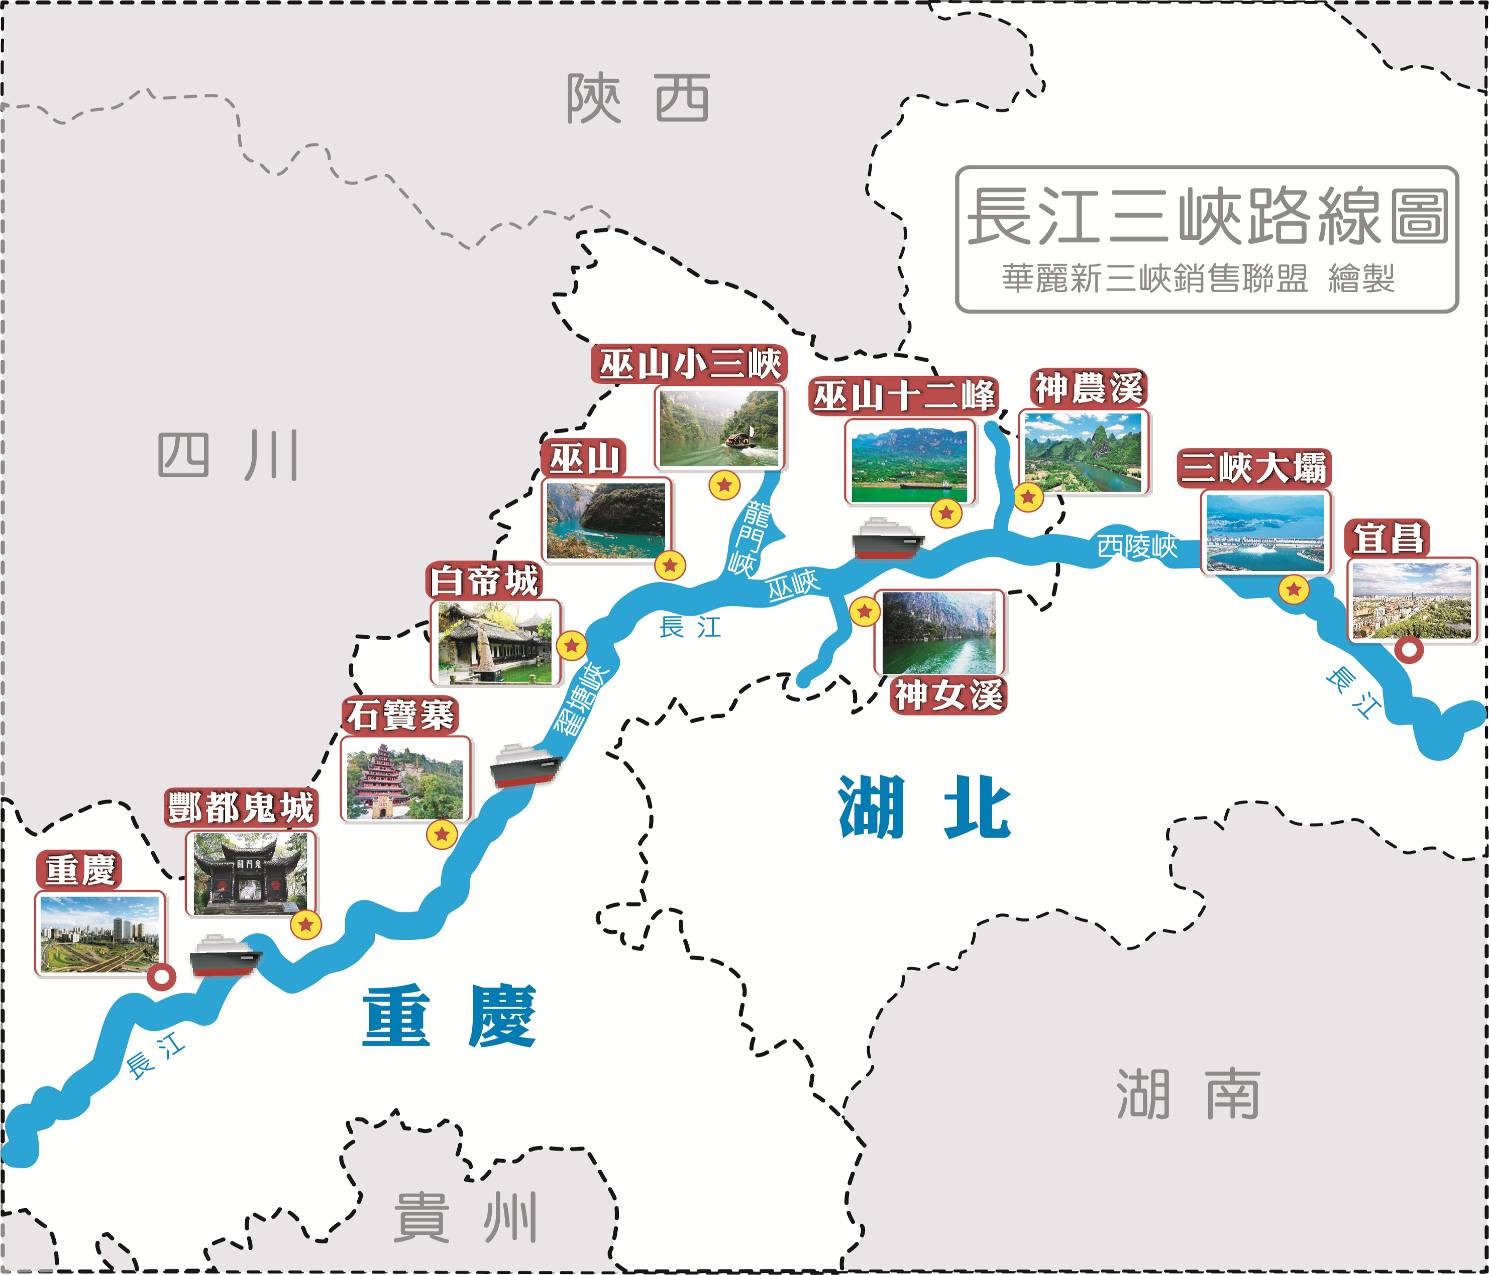 陝西
長江三峽路線圖
華麗新三峽銷售聯盟 繪製
巫山小三峽
巫山十二峰
神農溪
四川
巫山
三峽大壩
龍門峽
宜昌
白帝城
西陵峽
巫峽
長江
瞿塘峽
神女溪
長江
石寶寨
湖北
酆都鬼城
重慶
鬼門關
重慶
長江
湖南
貴州